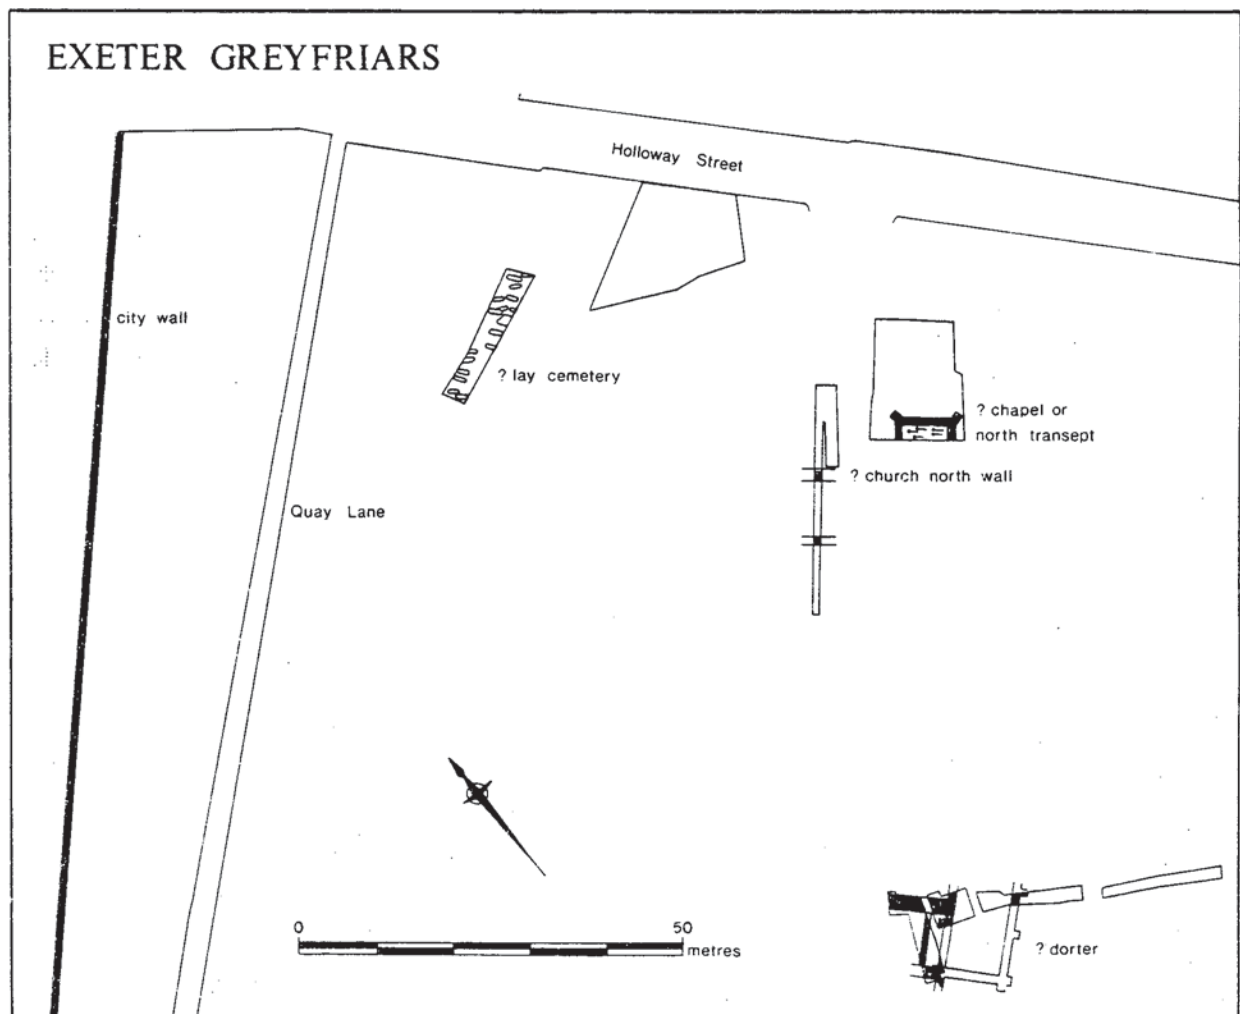 EXETER GREYFRIARS
Holloway Street
city wall
? lay cemetery
? chapel or
north transept
? church north wall
Quay Lane
0 50
metres
? dorter